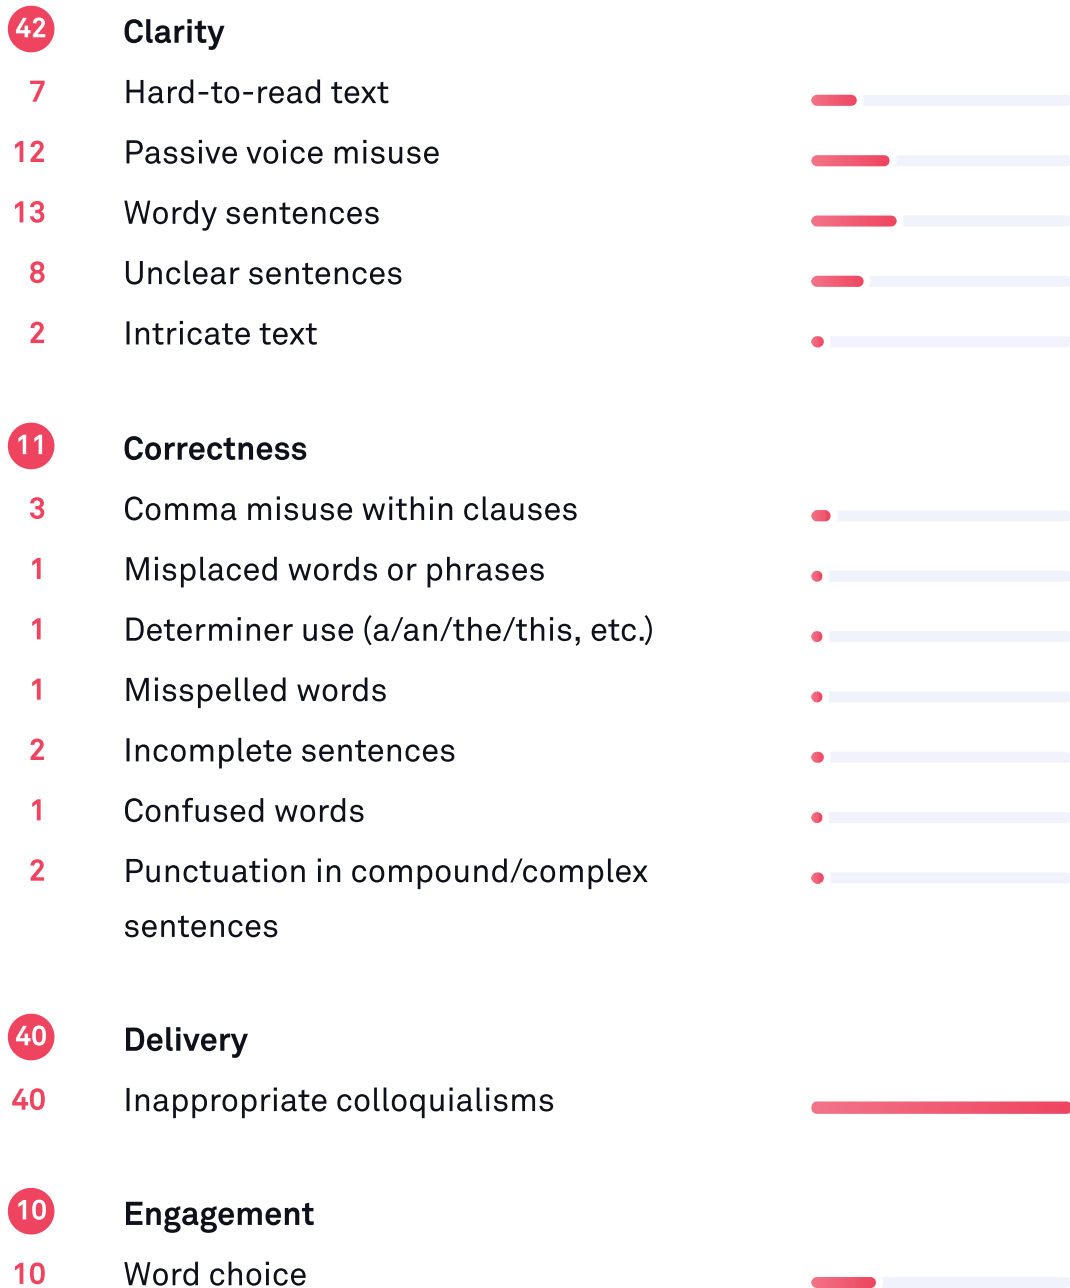 42 Clarity
7 Hard-to-read text
12 Passive voice misuse
13 Wordy sentences
8 Unclear sentences
2 Intricate text
11 Correctness
3 Comma misuse within clauses
1 Misplaced words or phrases
1 Determiner use (a/an/the/this, etc.)
1 Misspelled words
2 Incomplete sentences
1 Confused words
2 Punctuation in compound/complex
sentences
40 Delivery
40 Inappropriate colloquialisms
10 Engagement
10 Word choice